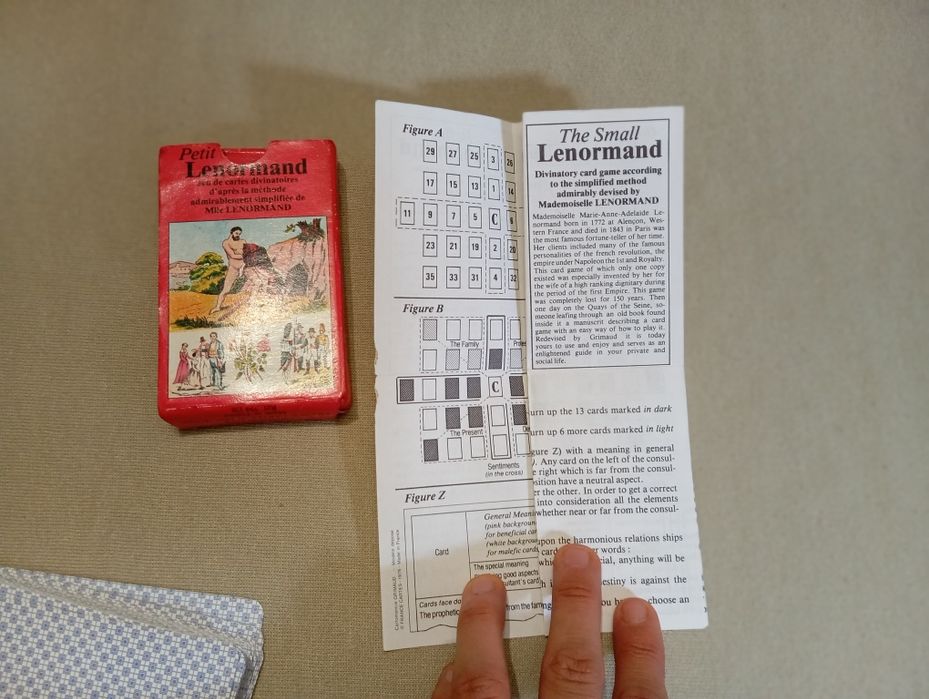 Petit
Lenormand
Jeu de cartes divinatoires
d'après la méthode
admirablement simplifiée de
Mlle LENORMAND
Figure A
29 27 25 3 26
17 15 13 1 14
11 9 7 5 C
23 21 19 2 20
35 33 31 4 32
Figure B
The Family
C
The Present
Sentiments
(in the cross)
Figure Z
Card
(pink
for beneficial
(white
for malefic cards
The special meaning
good aspects
Cards face
The prophetic from the
Cartomancie GRIMAUD
© FRANCE CARTES Made in France
The Small
Lenormand
Divinatory card game according
to the simplified method
admirably devised by
Mademoiselle LENORMAND
Mademoiselle Marie-Anne-Adelaide Le-
normand born in 1772 at Alençon, Wes-
tern France and died in 1843 in Paris was
the most famous fortune-teller of her time.
Her clients included many of the famous
personalities of the french revolution, the
empire under Napoleon the 1st and Royalty.
This card game of which only one copy
existed was especially invented by her for
the wife of a high ranking dignitary during
the period of the first Empire. This game
was completely lost for 150 years. Then
one day on the Quays of the Seine, so-
meone leafing through an old book found
inside it a manuscript describing a card
game with an easy way of how to play it.
Redevised by Grimaud it is today
yours to use and enjoy and serves as an
enlightened guide in your private and
social life.
urn up the 13 cards marked in dark
urn up 6 more cards marked in light
gure Z) with a meaning in general
). Any card on the left of the consul-
e right which is far from the consul-
sition have a neutral aspect.
er the other. In order to get a correct
into consideration all the elements
whether near or far from the consul-
upon the harmonious relations ships
card words :
cial, anything will be
destiny is against the
choose an